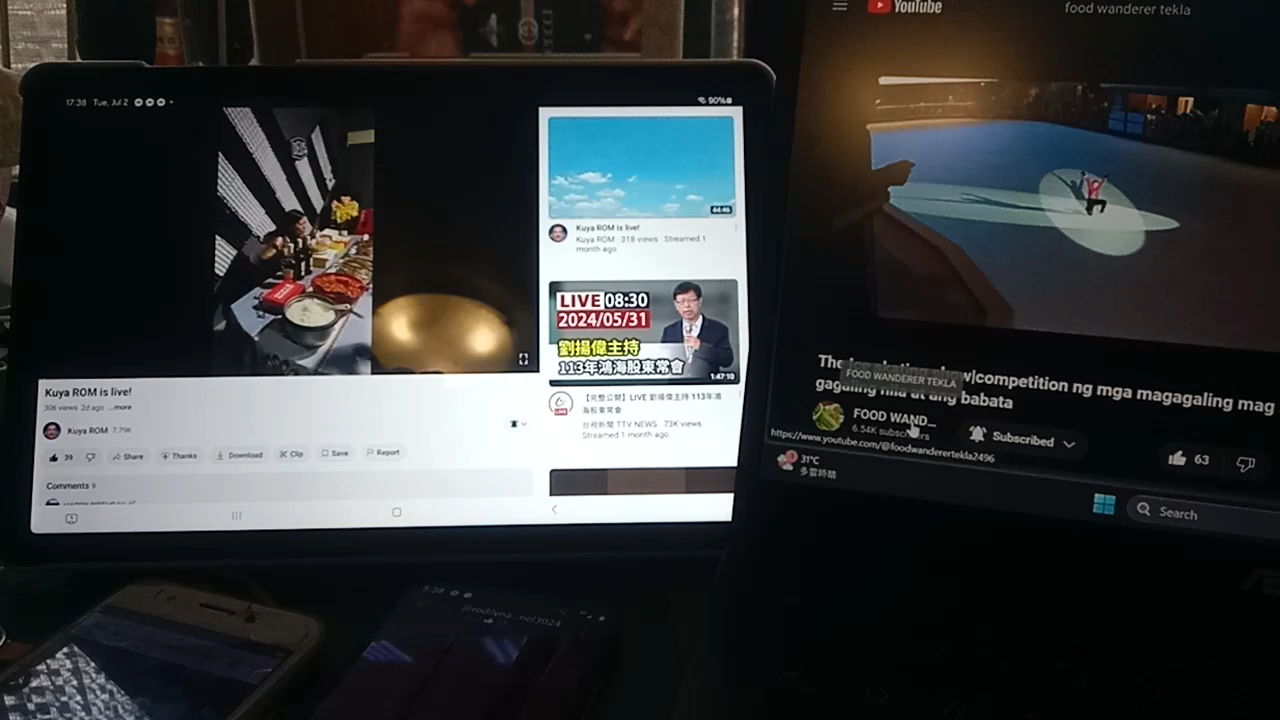 17:38 Tue, Jul 2
90%
44:46
Kuya ROM is live!
Kuya ROM · 318 views · Streamed 1
month ago
LIVE 08:30
2024/05/31
劉揚偉主持
113年鴻海股東常會
1:47:10
【完整公開】LIVE 劉揚偉主持 113年鴻
海股東常會
台視新聞 TTV NEWS · 73K views ·
Streamed 1 month ago
Kuya ROM is live!
306 views 2d ago ...more
Kuya ROM 7.79K
39 Share Thanks Download Clip Save Report
Comments 9
YouTube
food wanderer tekla
show|competition ng mga magagaling mag
FOOD WANDERER TEKLA
gagaling nila at ang babata
FOOD WAND...
6.54K subscribers
Subscribed
63
https://www.youtube.com/@foodwanderertekla2496
31°C
多雲時晴
Search
5:38